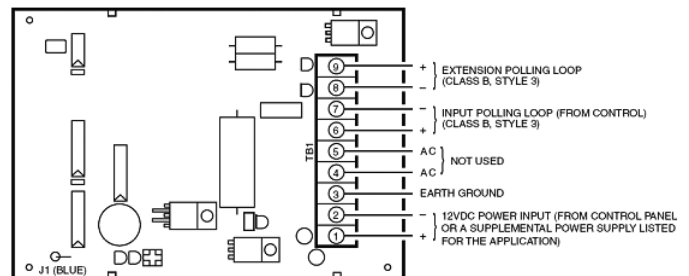 9 + EXTENSION POLLING LOOP
8 - (CLASS B, STYLE 3)
7 - INPUT POLLING LOOP (FROM CONTROL)
6 + (CLASS B, STYLE 3)
5 AC
4 AC
NOT USED
TB1
3 EARTH GROUND
2 - 12VDC POWER INPUT (FROM CONTROL PANEL
OR A SUPPLEMENTAL POWER SUPPLY LISTED
1 + FOR THE APPLICATION)
J1 (BLUE)